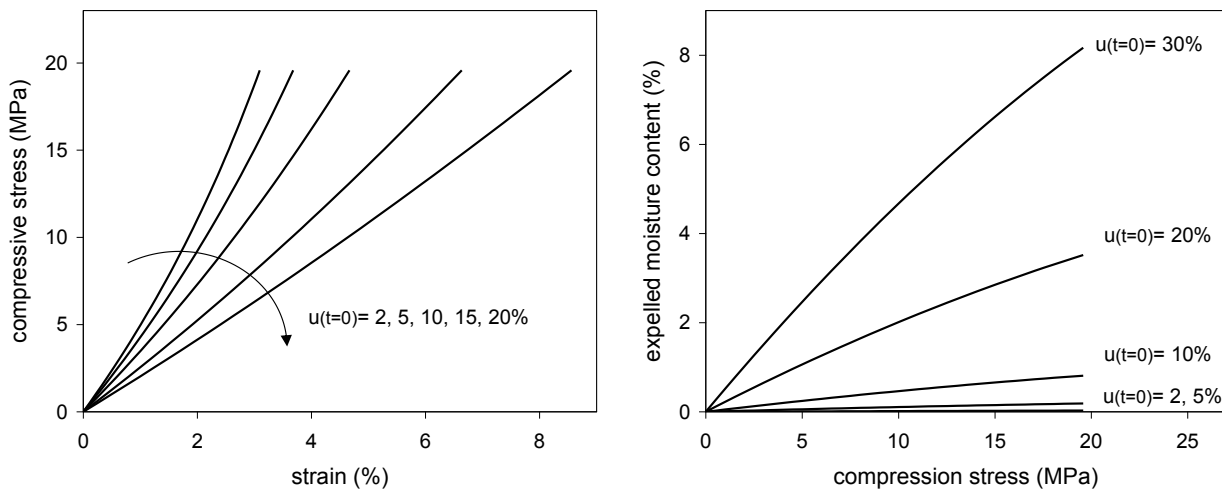 compressive stress (MPa)
20
15
10
5
0
u(t=0)= 2, 5, 10, 15, 20%
0 2 4 6 8
strain (%)
expelled moisture content (%)
8
6
4
2
0
u(t=0)= 30%
u(t=0)= 20%
u(t=0)= 10%
u(t=0)= 2, 5%
0 5 10 15 20 25
compression stress (MPa)